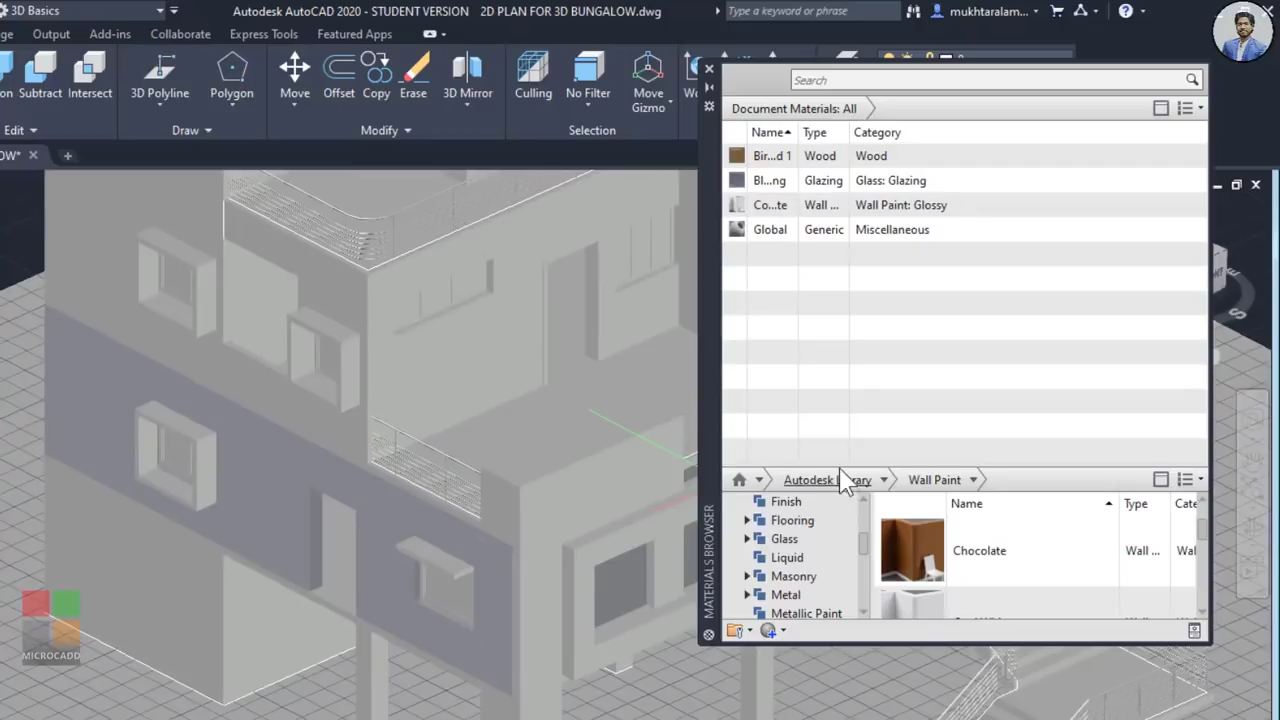 3D Basics
Autodesk AutoCAD 2020 - STUDENT VERSION 2D PLAN FOR 3D BUNGALOW.dwg
Type a keyword or phrase
mukhtaralam...
Output Add-ins Collaborate Express Tools Featured Apps
Subtract Intersect 3D Polyline Polygon Move Offset Copy Erase 3D Mirror Culling No Filter Move Gizmo
Edit Draw Modify Selection
OW*
Search
Document Materials: All
Name Type Category
Bir...d 1 Wood Wood
Bl...ng Glazing Glass: Glazing
Co...te Wall ... Wall Paint: Glossy
Global Generic Miscellaneous
Autodesk Library Wall Paint
Finish
Flooring
Glass
Liquid
Masonry
Metal
Metallic Paint
Name Type Cate
Chocolate Wall ... Wal
MATERIALS BROWSER
MICROCADD
S